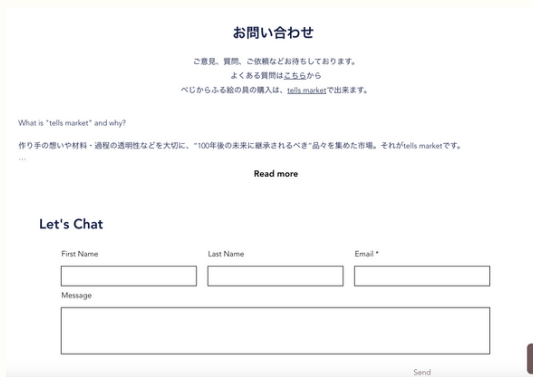 お問い合わせ
ご意見、質問、ご依頼などお待ちしております。
よくある質問はこちらから
べじからふる絵の具の購入は、tells marketで出来ます。
What is "tells market" and why?
作り手の想いや材料・過程の透明性などを大切に、“100年後の未来に継承されるべき”品々を集めた市場。それがtells marketです。
...
Read more
Let's Chat
First Name
Last Name
Email *
Message
Send